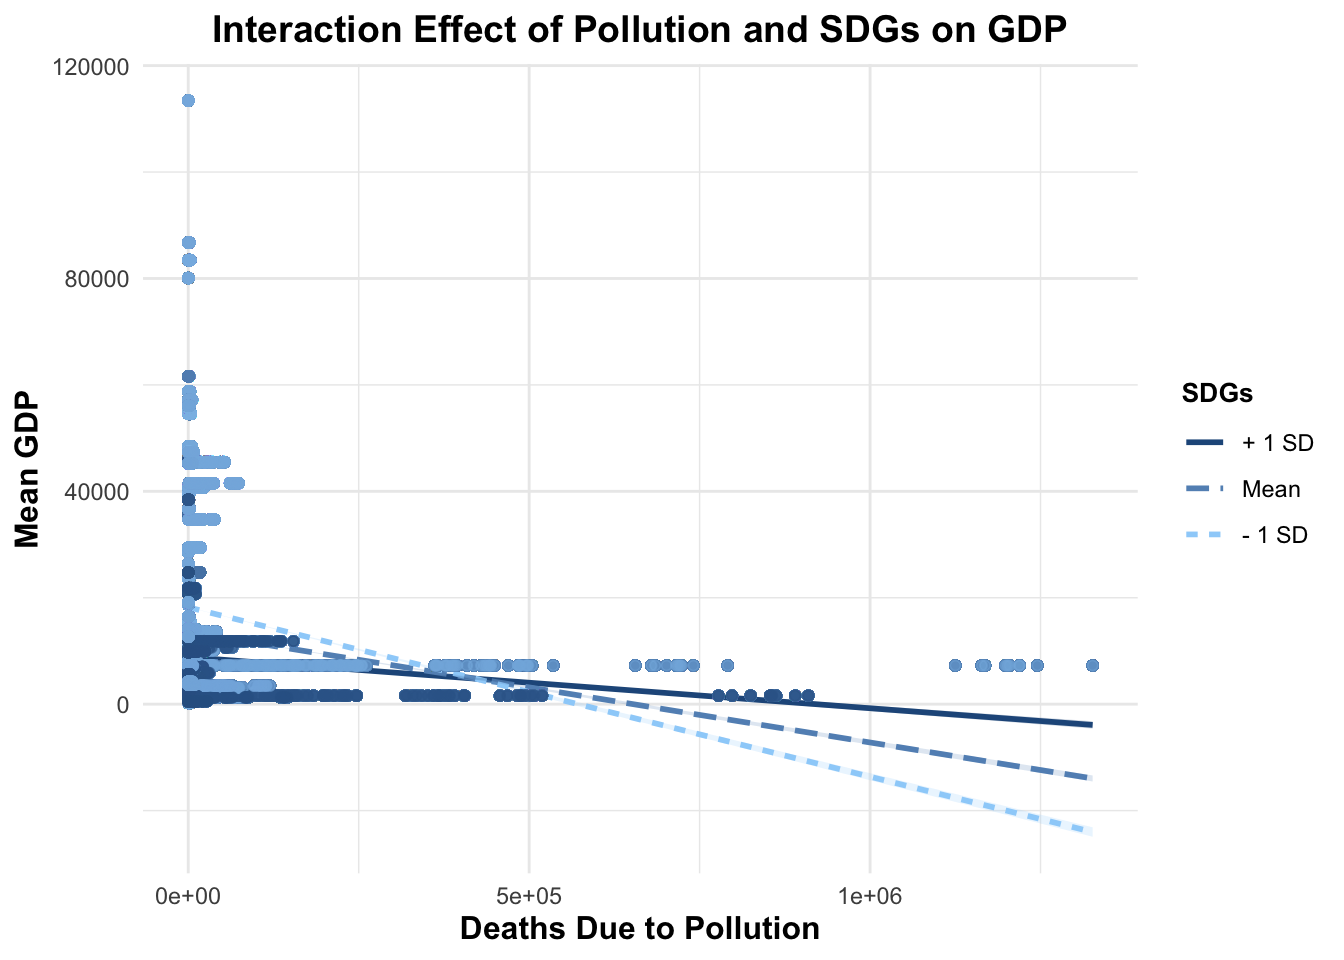 Interaction Effect of Pollution and SDGs on GDP
120000
80000
40000
0
Mean GDP
0e+00 5e+05 1e+06
Deaths Due to Pollution
SDGs
+ 1 SD
Mean
- 1 SD